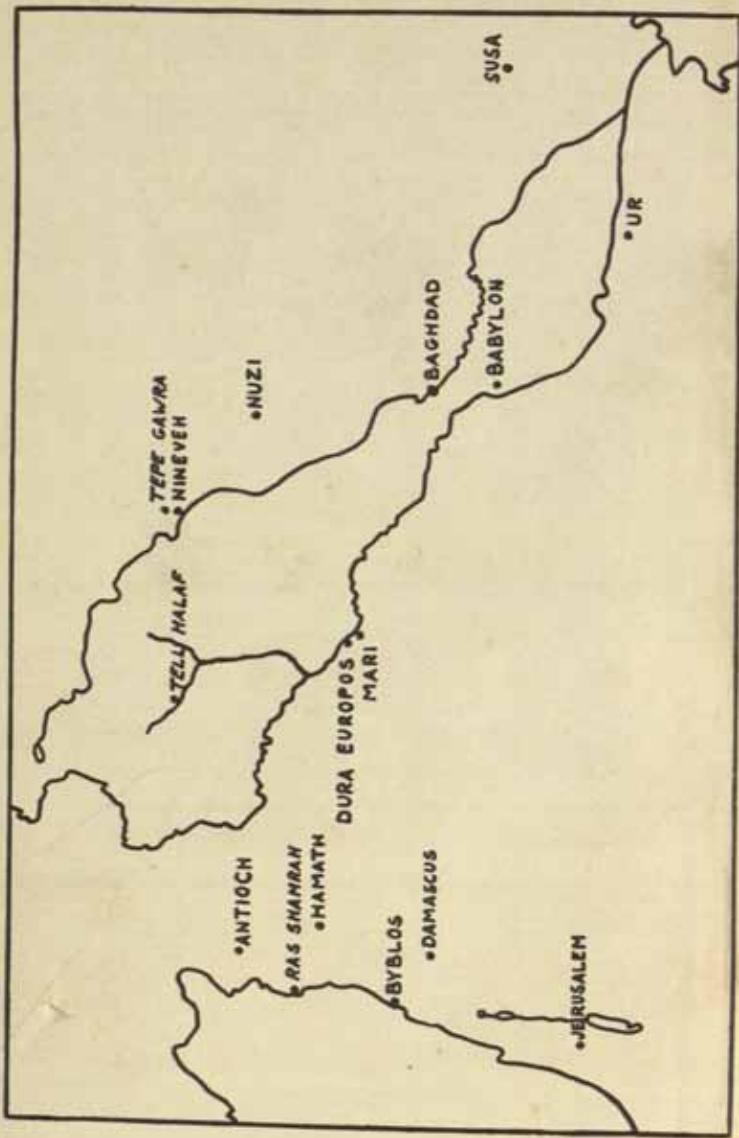 TEPE GAWRA
NINEVEH
TELL HALAF
NUZI
ANTIOCH
RAS SHAMRAH
HAMATH
DURA EUROPOS
MARI
BAGHDAD
BYBLOS
DAMASCUS
BABYLON
SUSA
JERUSALEM
UR